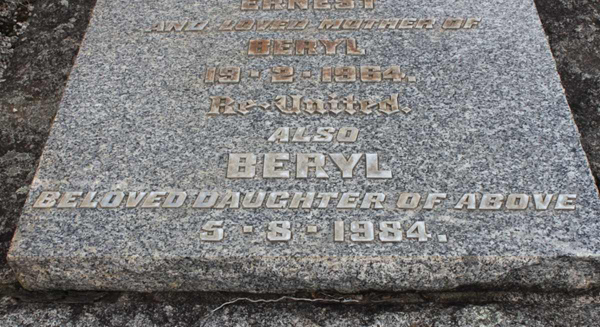 ERNEST
AND LOVED MOTHER OF
BERYL
19 · 2 · 1964.
Re-United.
ALSO
BERYL
BELOVED DAUGHTER OF ABOVE
5 · 8 · 1984.